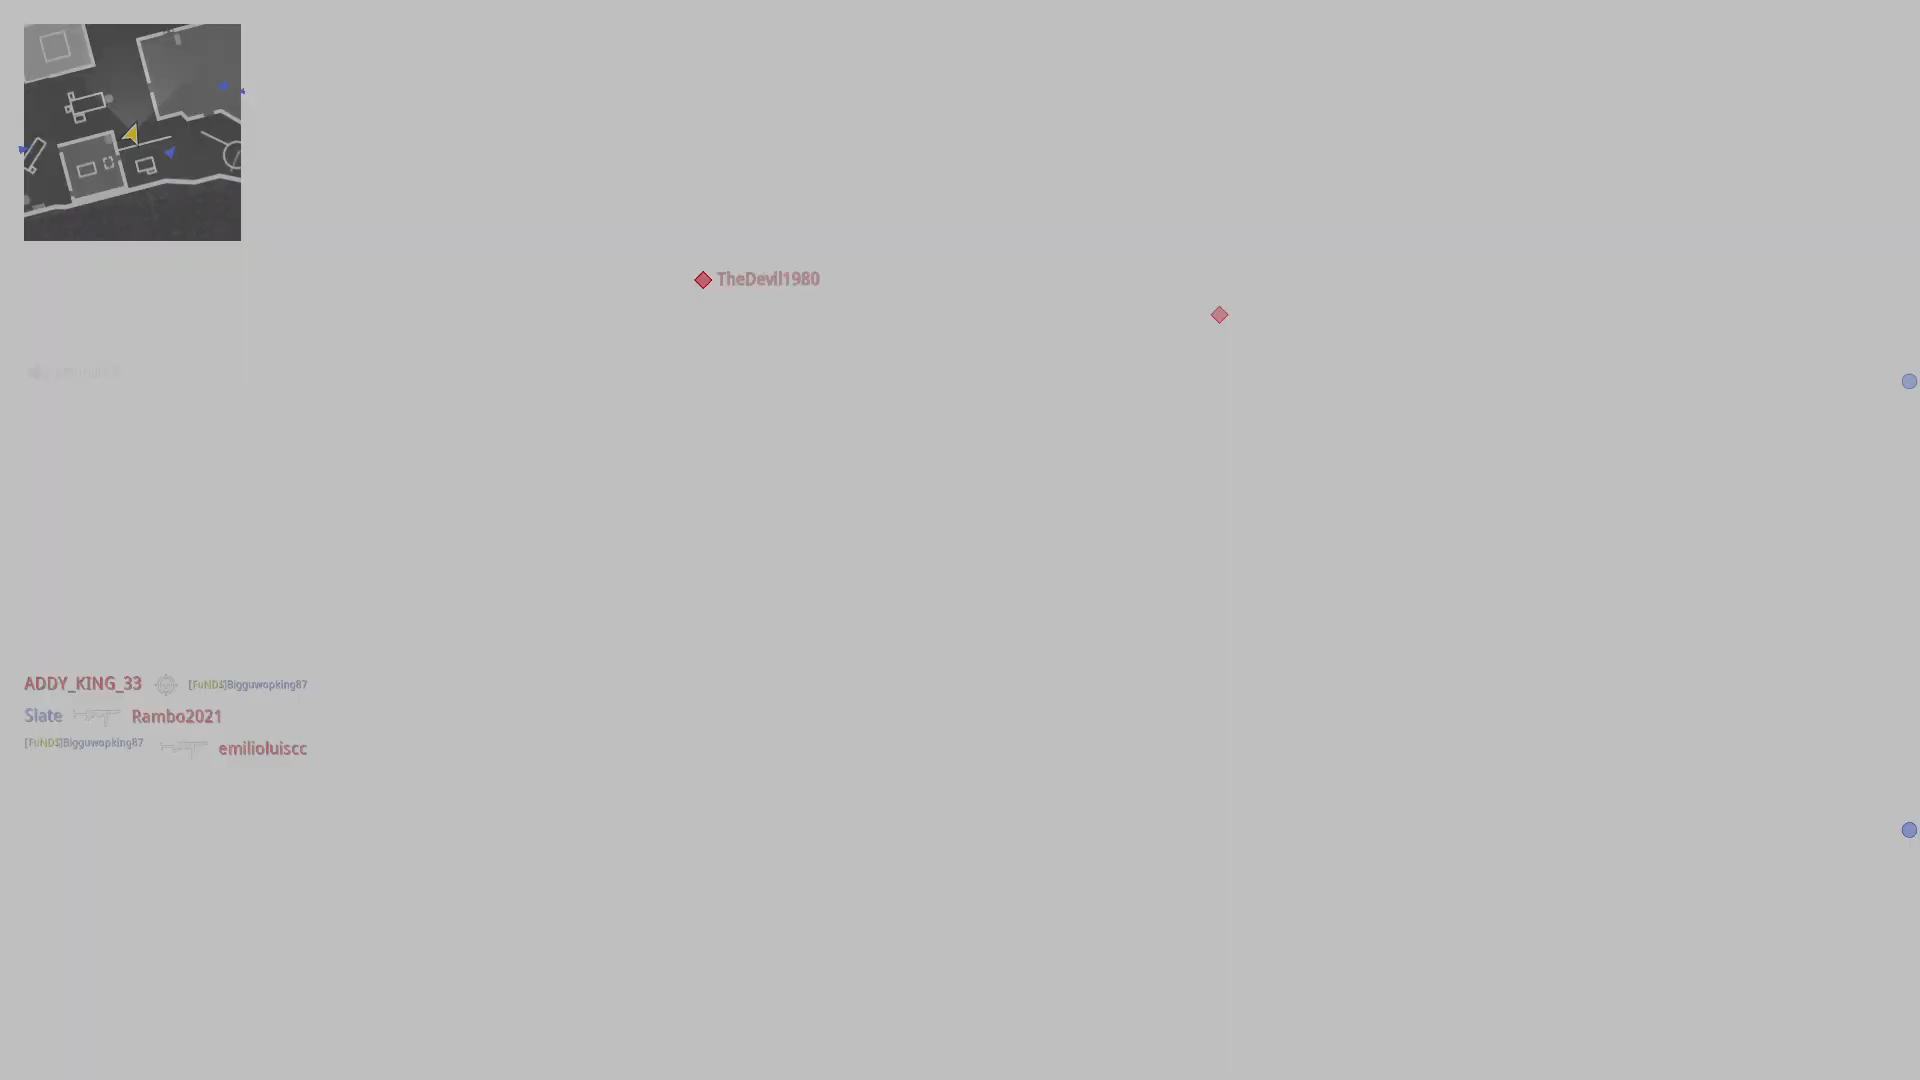 TheDevil1980
ADDY_KING_33 [FuNDS]Bigguwopking87
Slate Rambo2021
[FuNDS]Bigguwopking87 emilioluiscc